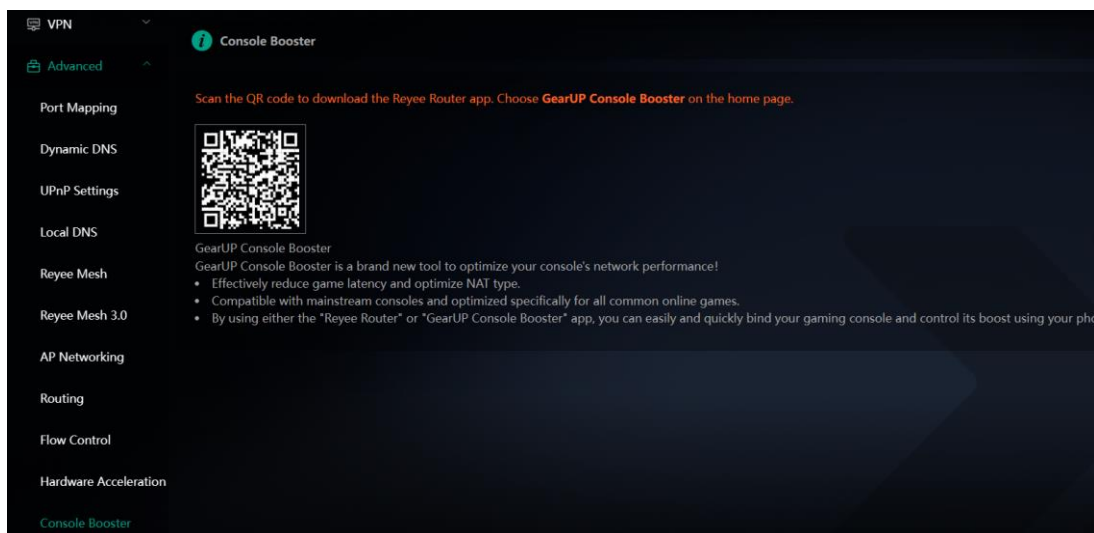 VPN
Advanced
Port Mapping
Dynamic DNS
UPnP Settings
Local DNS
Reyee Mesh
Reyee Mesh 3.0
AP Networking
Routing
Flow Control
Hardware Acceleration
Console Booster
Console Booster
Scan the QR code to download the Reyee Router app. Choose GearUP Console Booster on the home page.
GearUP Console Booster
GearUP Console Booster is a brand new tool to optimize your console's network performance!
• Effectively reduce game latency and optimize NAT type.
• Compatible with mainstream consoles and optimized specifically for all common online games.
• By using either the "Reyee Router" or "GearUP Console Booster" app, you can easily and quickly bind your gaming console and control its boost using your pho